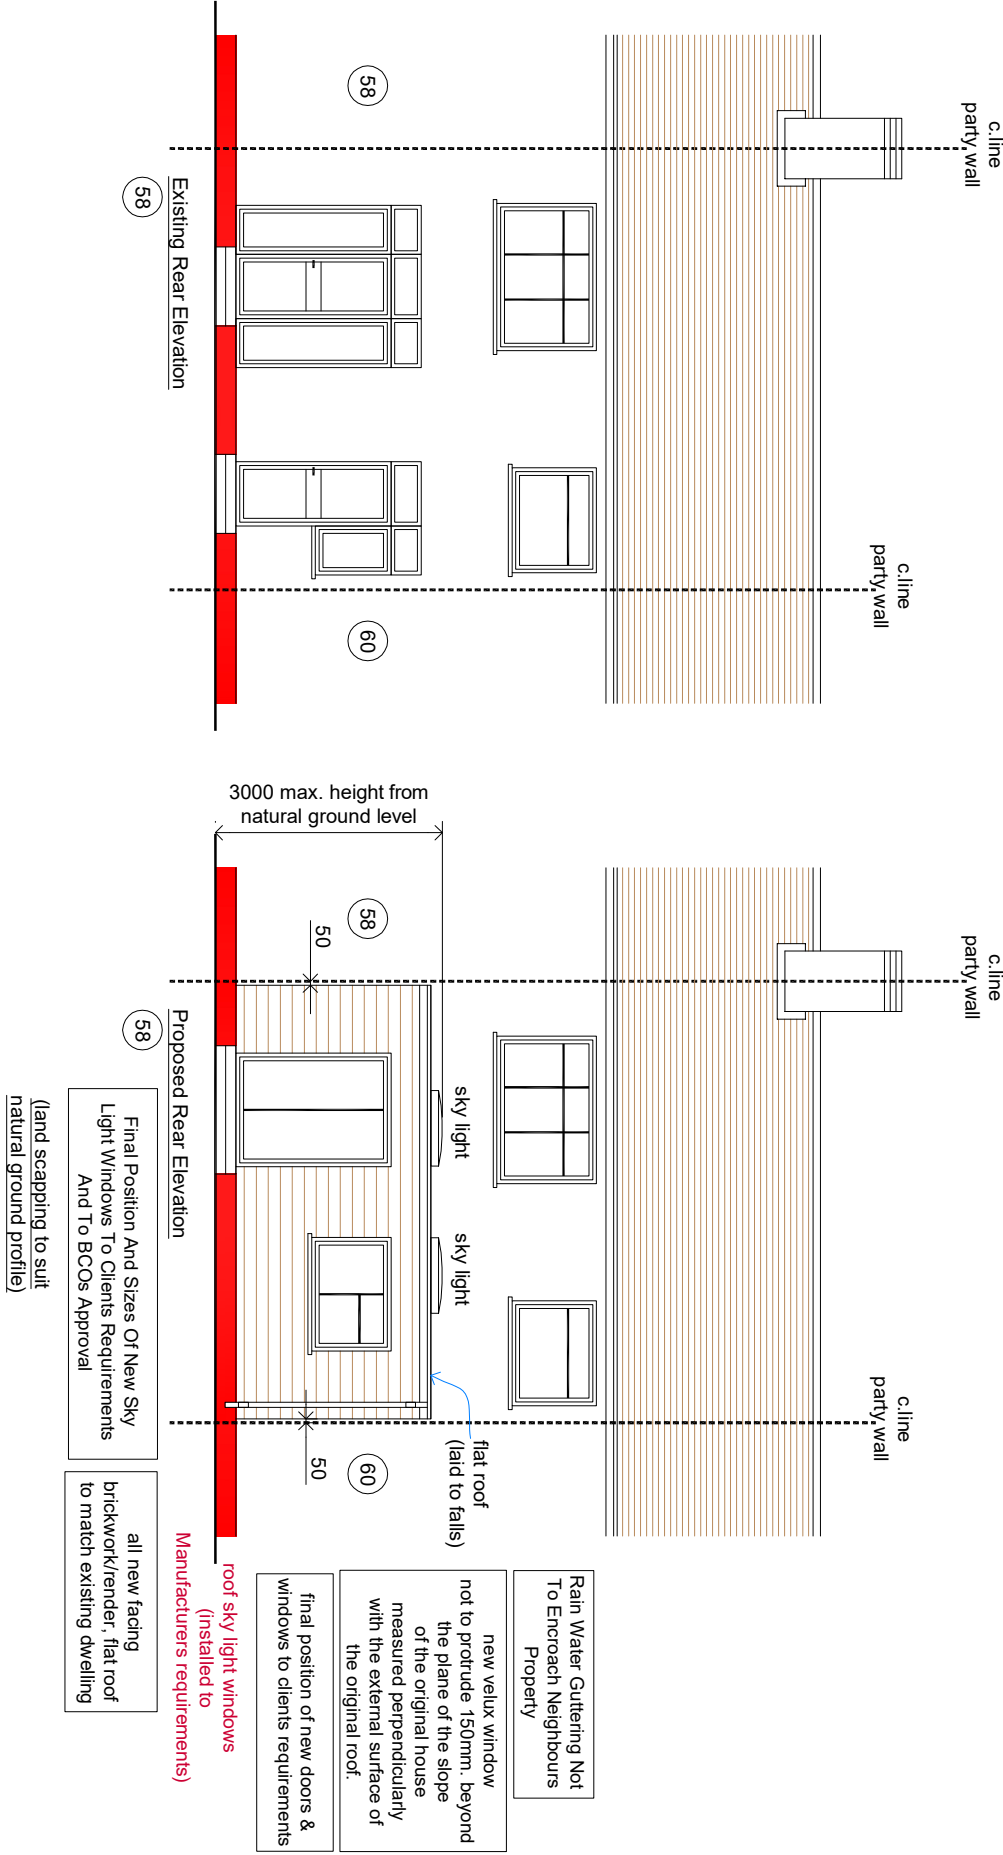 c.line
party wall
c.line
party wall
58
60
Existing Rear Elevation
58
3000 max. height from
natural ground level
c.line
party wall
c.line
party wall
58
50
sky light
sky light
flat roof
(laid to falls)
50
60
Proposed Rear Elevation
58
Final Position And Sizes Of New Sky
Light Windows To Clients Requirements
And To BCOs Approval
(land scapping to suit
natural ground profile)
Rain Water Guttering Not
To Encroach Neighbours
Property
new velux window
not to protrude 150mm. beyond
the plane of the slope
of the original house
measured perpendicularly
with the external surface of
the original roof.
final position of new doors &
windows to clients requirements
roof sky light windows
(installed to
Manufacturers requirements)
all new facing
brickwork/render, flat roof
to match existing dwelling